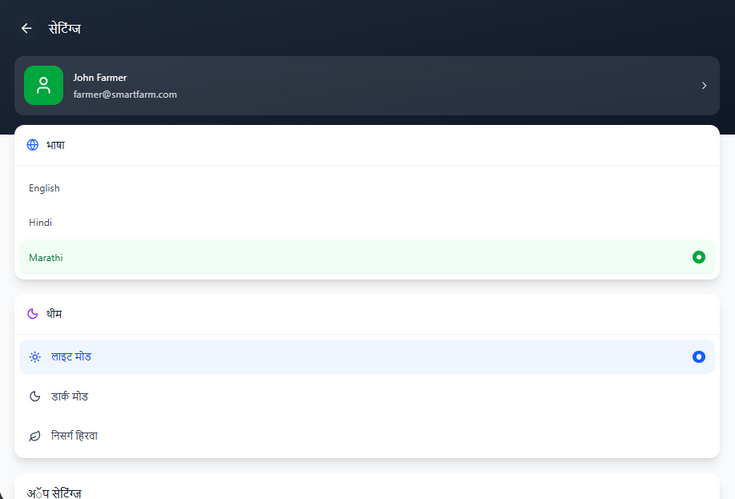 सेटिंग्ज
John Farmer
farmer@smartfarm.com
भाषा
English
Hindi
Marathi
थीम
लाइट मोड
डार्क मोड
निसर्ग हिरवा
अॅप सेटिंग्ज